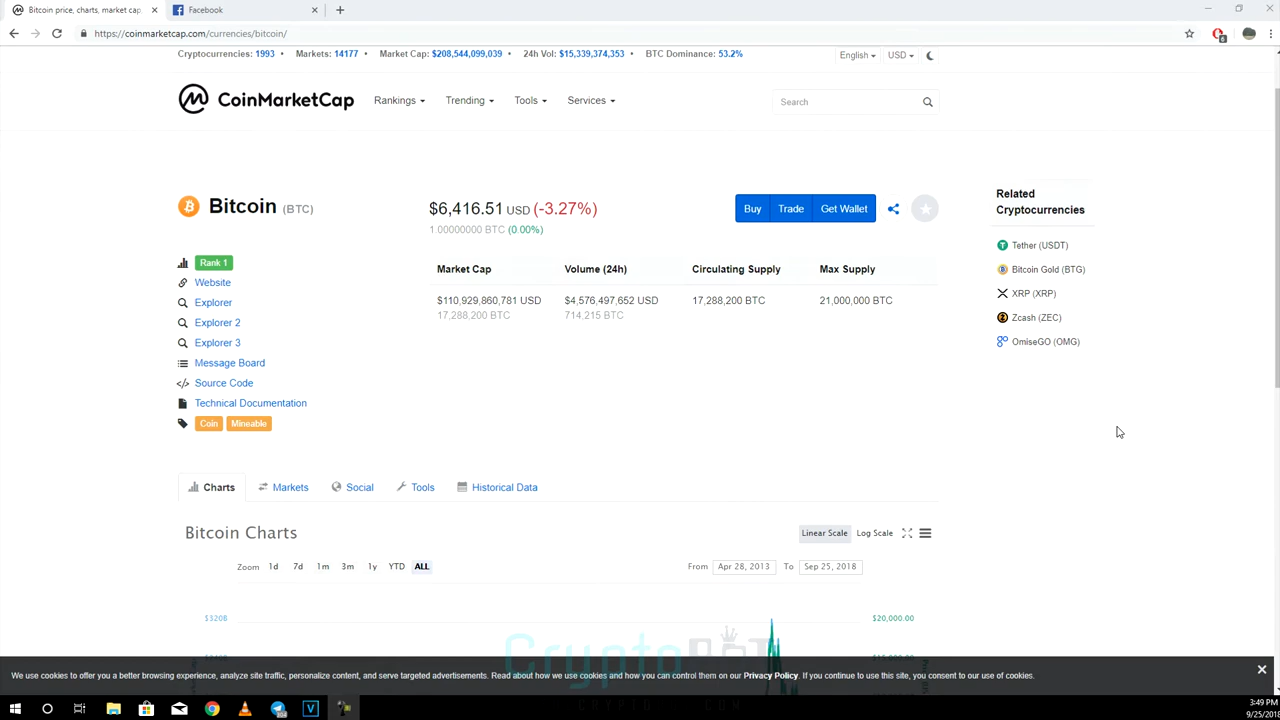 Bitcoin price, charts, market cap
Facebook
https://coinmarketcap.com/currencies/bitcoin/
6
Cryptocurrencies: 1993 • Markets: 14177 • Market Cap: $208,544,099,039 • 24h Vol: $15,339,374,353 • BTC Dominance: 53.2%
English
USD
CoinMarketCap
Rankings
Trending
Tools
Services
Search
Bitcoin (BTC)
$6,416.51 USD (-3.27%)
1.00000000 BTC (0.00%)
Buy
Trade
Get Wallet
Related
Cryptocurrencies
Tether (USDT)
Bitcoin Gold (BTG)
XRP (XRP)
Zcash (ZEC)
OmiseGO (OMG)
Rank 1
Website
Explorer
Explorer 2
Explorer 3
Message Board
Source Code
Technical Documentation
Coin
Mineable
Market Cap
Volume (24h)
Circulating Supply
Max Supply
$110,929,860,781 USD
$4,576,497,652 USD
17,288,200 BTC
21,000,000 BTC
17,288,200 BTC
714,215 BTC
Charts
Markets
Social
Tools
Historical Data
Bitcoin Charts
Linear Scale
Log Scale
Zoom 1d 7d 1m 3m 1y YTD ALL
From Apr 28, 2013 To Sep 25, 2018
$320B
$20,000.00
We use cookies to offer you a better browsing experience, analyze site traffic, personalize content, and serve targeted advertisements. Read about how we use cookies and how you can control them on our Privacy Policy. If you continue to use this site, you consent to our use of cookies.
3:49 PM
9/25/2018